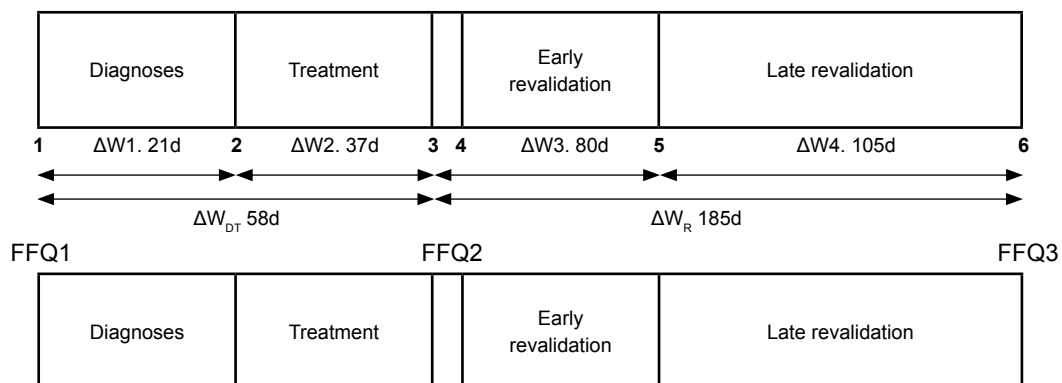 Diagnoses
Treatment
Early
revalidation
Late revalidation
1 ΔW1. 21d 2 ΔW2. 37d 3 4 ΔW3. 80d 5 ΔW4. 105d 6
ΔW_DT 58d
ΔW_R 185d
FFQ1 FFQ2 FFQ3
Diagnoses
Treatment
Early
revalidation
Late revalidation